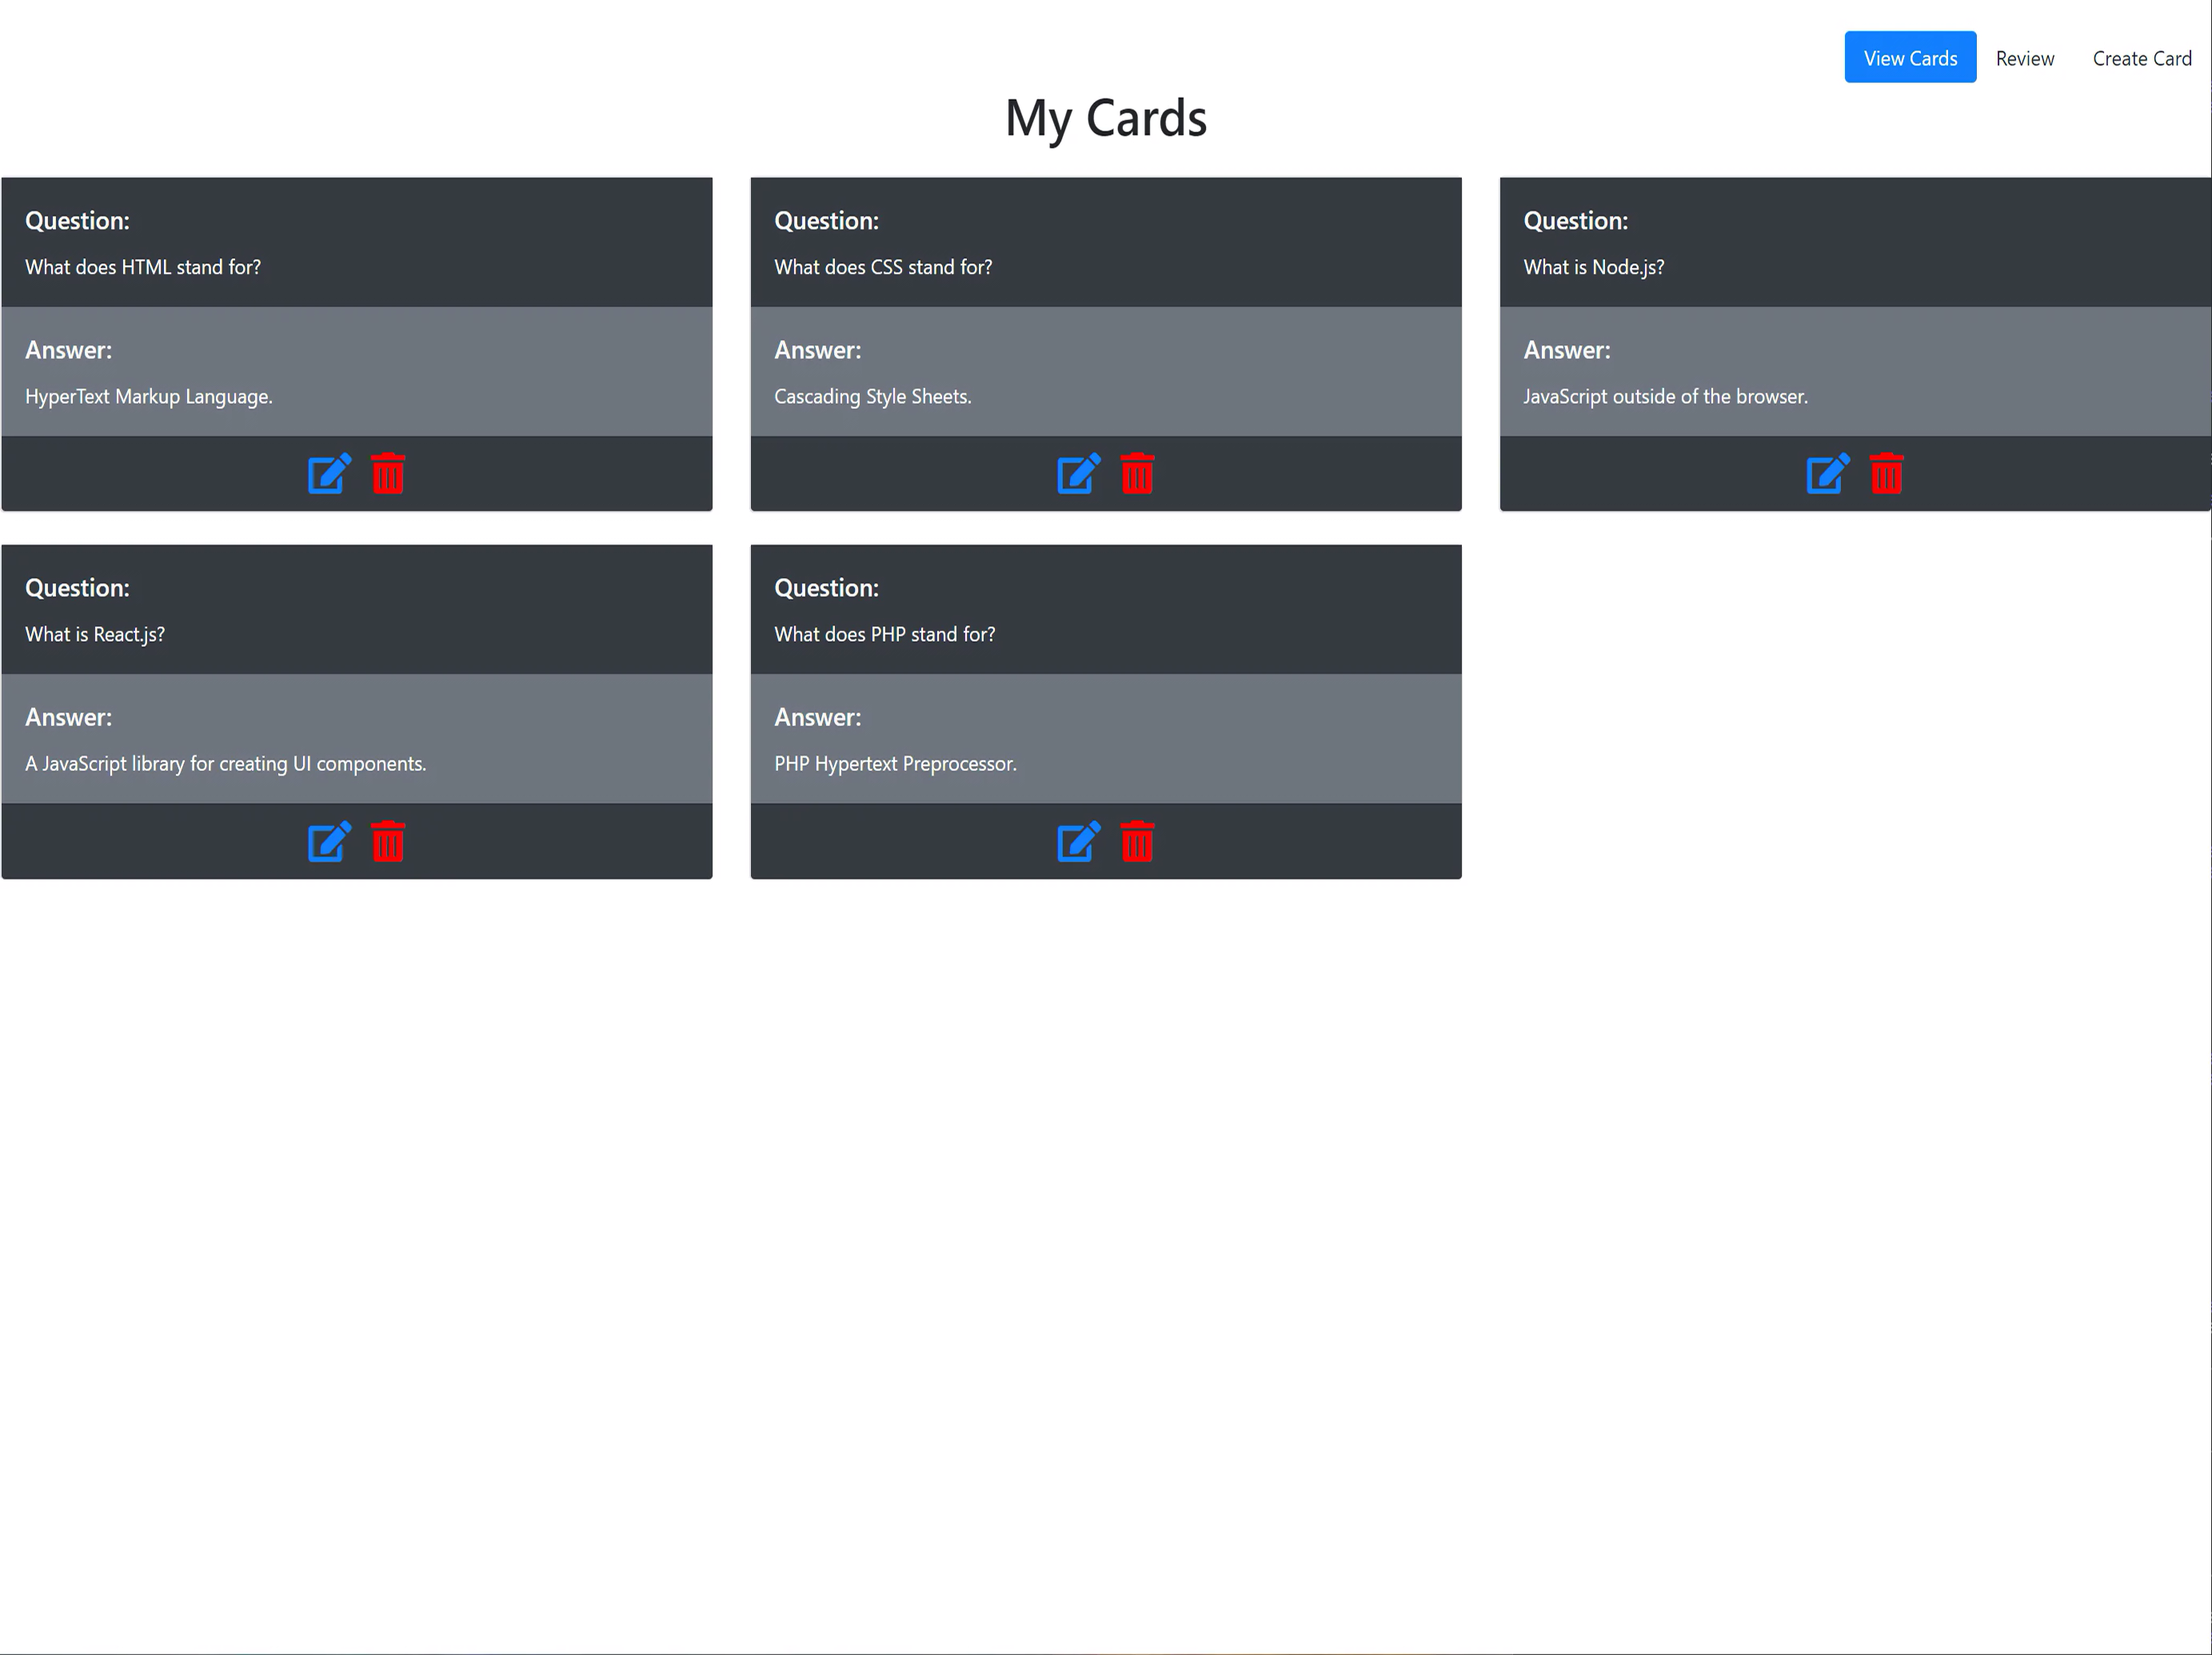 View Cards
Review
Create Card
My Cards
Question:
What does HTML stand for?
Answer:
HyperText Markup Language.
Question:
What does CSS stand for?
Answer:
Cascading Style Sheets.
Question:
What is Node.js?
Answer:
JavaScript outside of the browser.
Question:
What is React.js?
Answer:
A JavaScript library for creating UI components.
Question:
What does PHP stand for?
Answer:
PHP Hypertext Preprocessor.